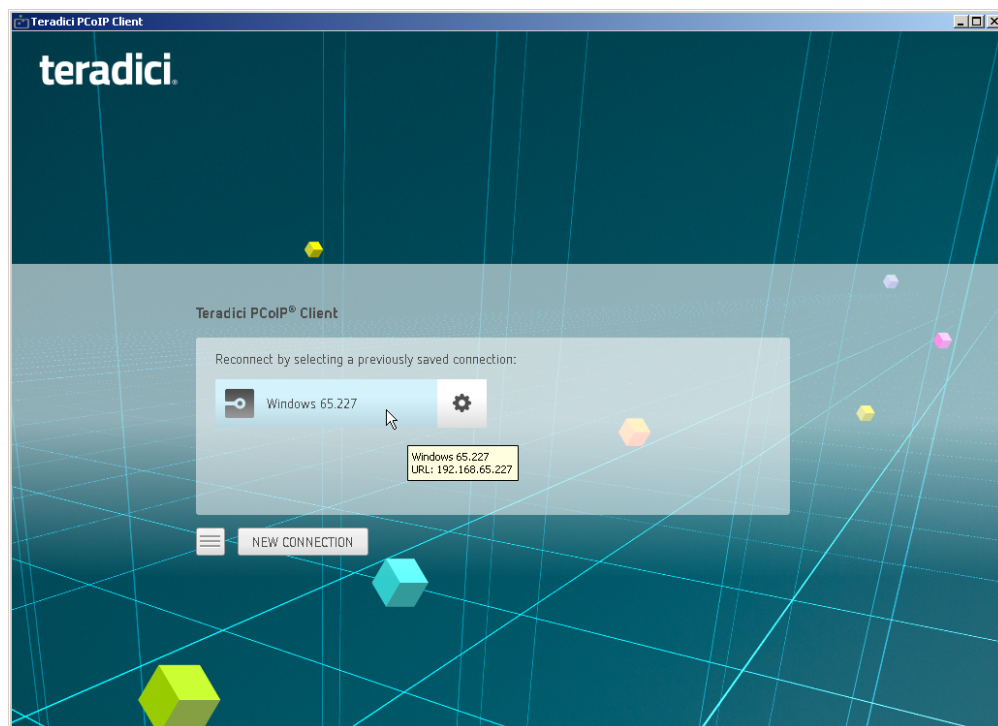 Teradici PCoIP Client
teradici.
Teradici PCoIP® Client
Reconnect by selecting a previously saved connection:
Windows 65.227
Windows 65.227
URL: 192.168.65.227
NEW CONNECTION